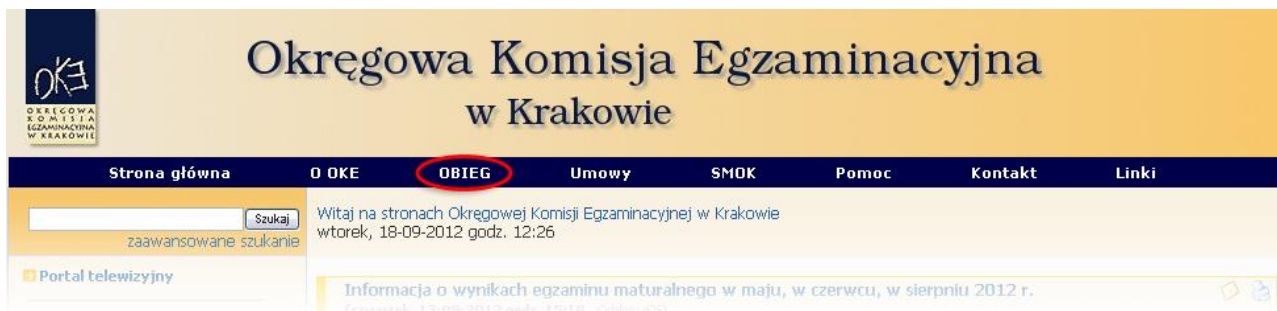 OKE
OKRĘGOWA
KOMISJA
EGZAMINACYJNA
W KRAKOWIE
Okręgowa Komisja Egzaminacyjna
w Krakowie
Strona główna O OKE OBIEG Umowy SMOK Pomoc Kontakt Linki
Szukaj
zaawansowane szukanie
Witaj na stronach Okręgowej Komisji Egzaminacyjnej w Krakowie
wtorek, 18-09-2012 godz. 12:26
Portal telewizyjny
Informacja o wynikach egzaminu maturalnego w maju, w czerwcu, w sierpniu 2012 r.